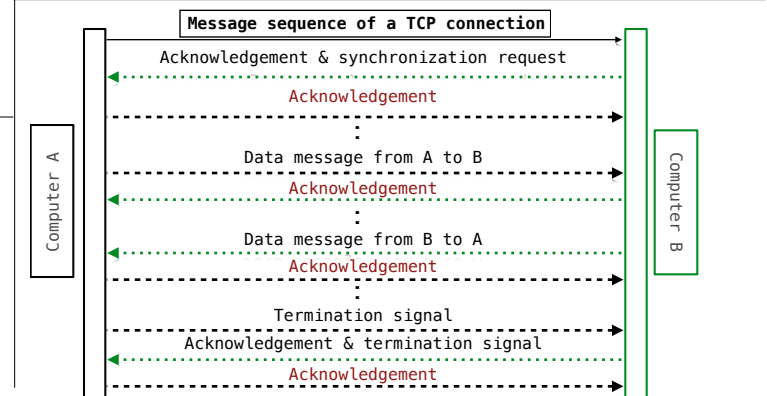 Message sequence of a TCP connection
Acknowledgement & synchronization request
Acknowledgement
:
Data message from A to B
Acknowledgement
:
Data message from B to A
Acknowledgement
:
Termination signal
Acknowledgement & termination signal
Acknowledgement
Computer A
Computer B